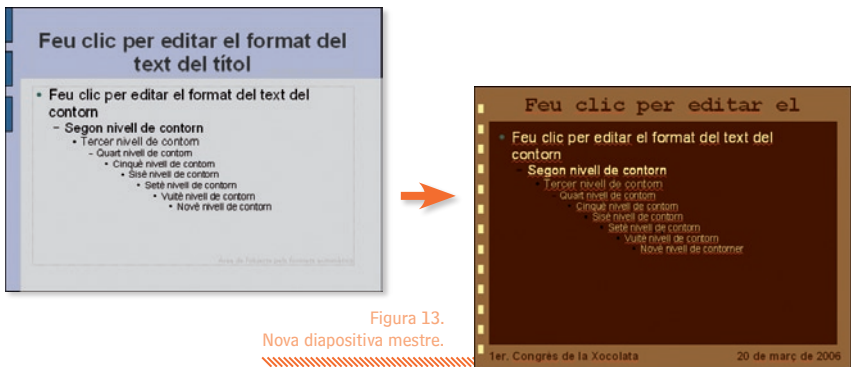 Feu clic per editar el format del
text del títol
Feu clic per editar el format del text del
contorn
Segon nivell de contorn
Tercer nivell de contorn
Quart nivell de contorn
Cinquè nivell de contorn
Sisè nivell de contorn
Setè nivell de contorn
Vuitè nivell de contorn
Novè nivell de contorn
Feu clic per editar el
Feu clic per editar el format del text del
contorn
Segon nivell de contorn
Tercer nivell de contorn
Quart nivell de contorn
Cinquè nivell de contorn
Sisè nivell de contorn
Setè nivell de contorn
Vuitè nivell de contorn
Novè nivell de contorner
1er. Congrés de la Xocolata
20 de març de 2006
Figura 13.
Nova diapositiva mestre.